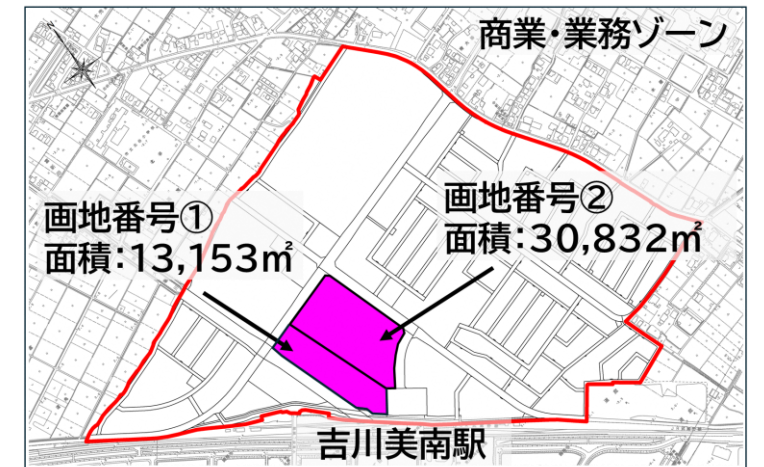 N
商業・業務ゾーン
画地番号①
面積:13,153㎡
画地番号②
面積:30,832㎡
吉川美南駅